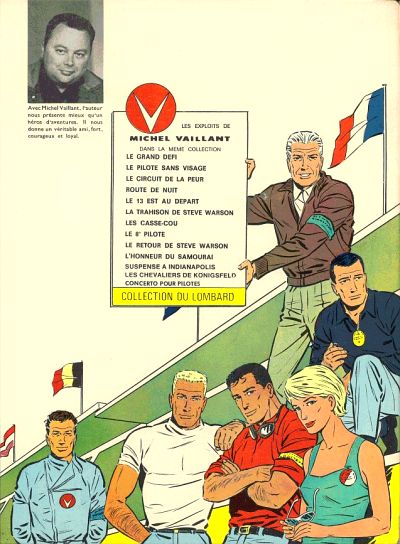 Avec Michel Vaillant, l'auteur
nous présente mieux qu'un
héros d'aventures. Il nous
donne un véritable ami, fort,
courageux et loyal.
V
LES EXPLOITS DE
MICHEL VAILLANT
DANS LA MEME COLLECTION
LE GRAND DEFI
LE PILOTE SANS VISAGE
LE CIRCUIT DE LA PEUR
ROUTE DE NUIT
LE 13 EST AU DEPART
LA TRAHISON DE STEVE WARSON
LES CASSE-COU
LE 8e PILOTE
LE RETOUR DE STEVE WARSON
L'HONNEUR DU SAMOURAI
SUSPENSE A INDIANAPOLIS
LES CHEVALIERS DE KONIGSFELD
CONCERTO POUR PILOTES
COLLECTION DU LOMBARD
V